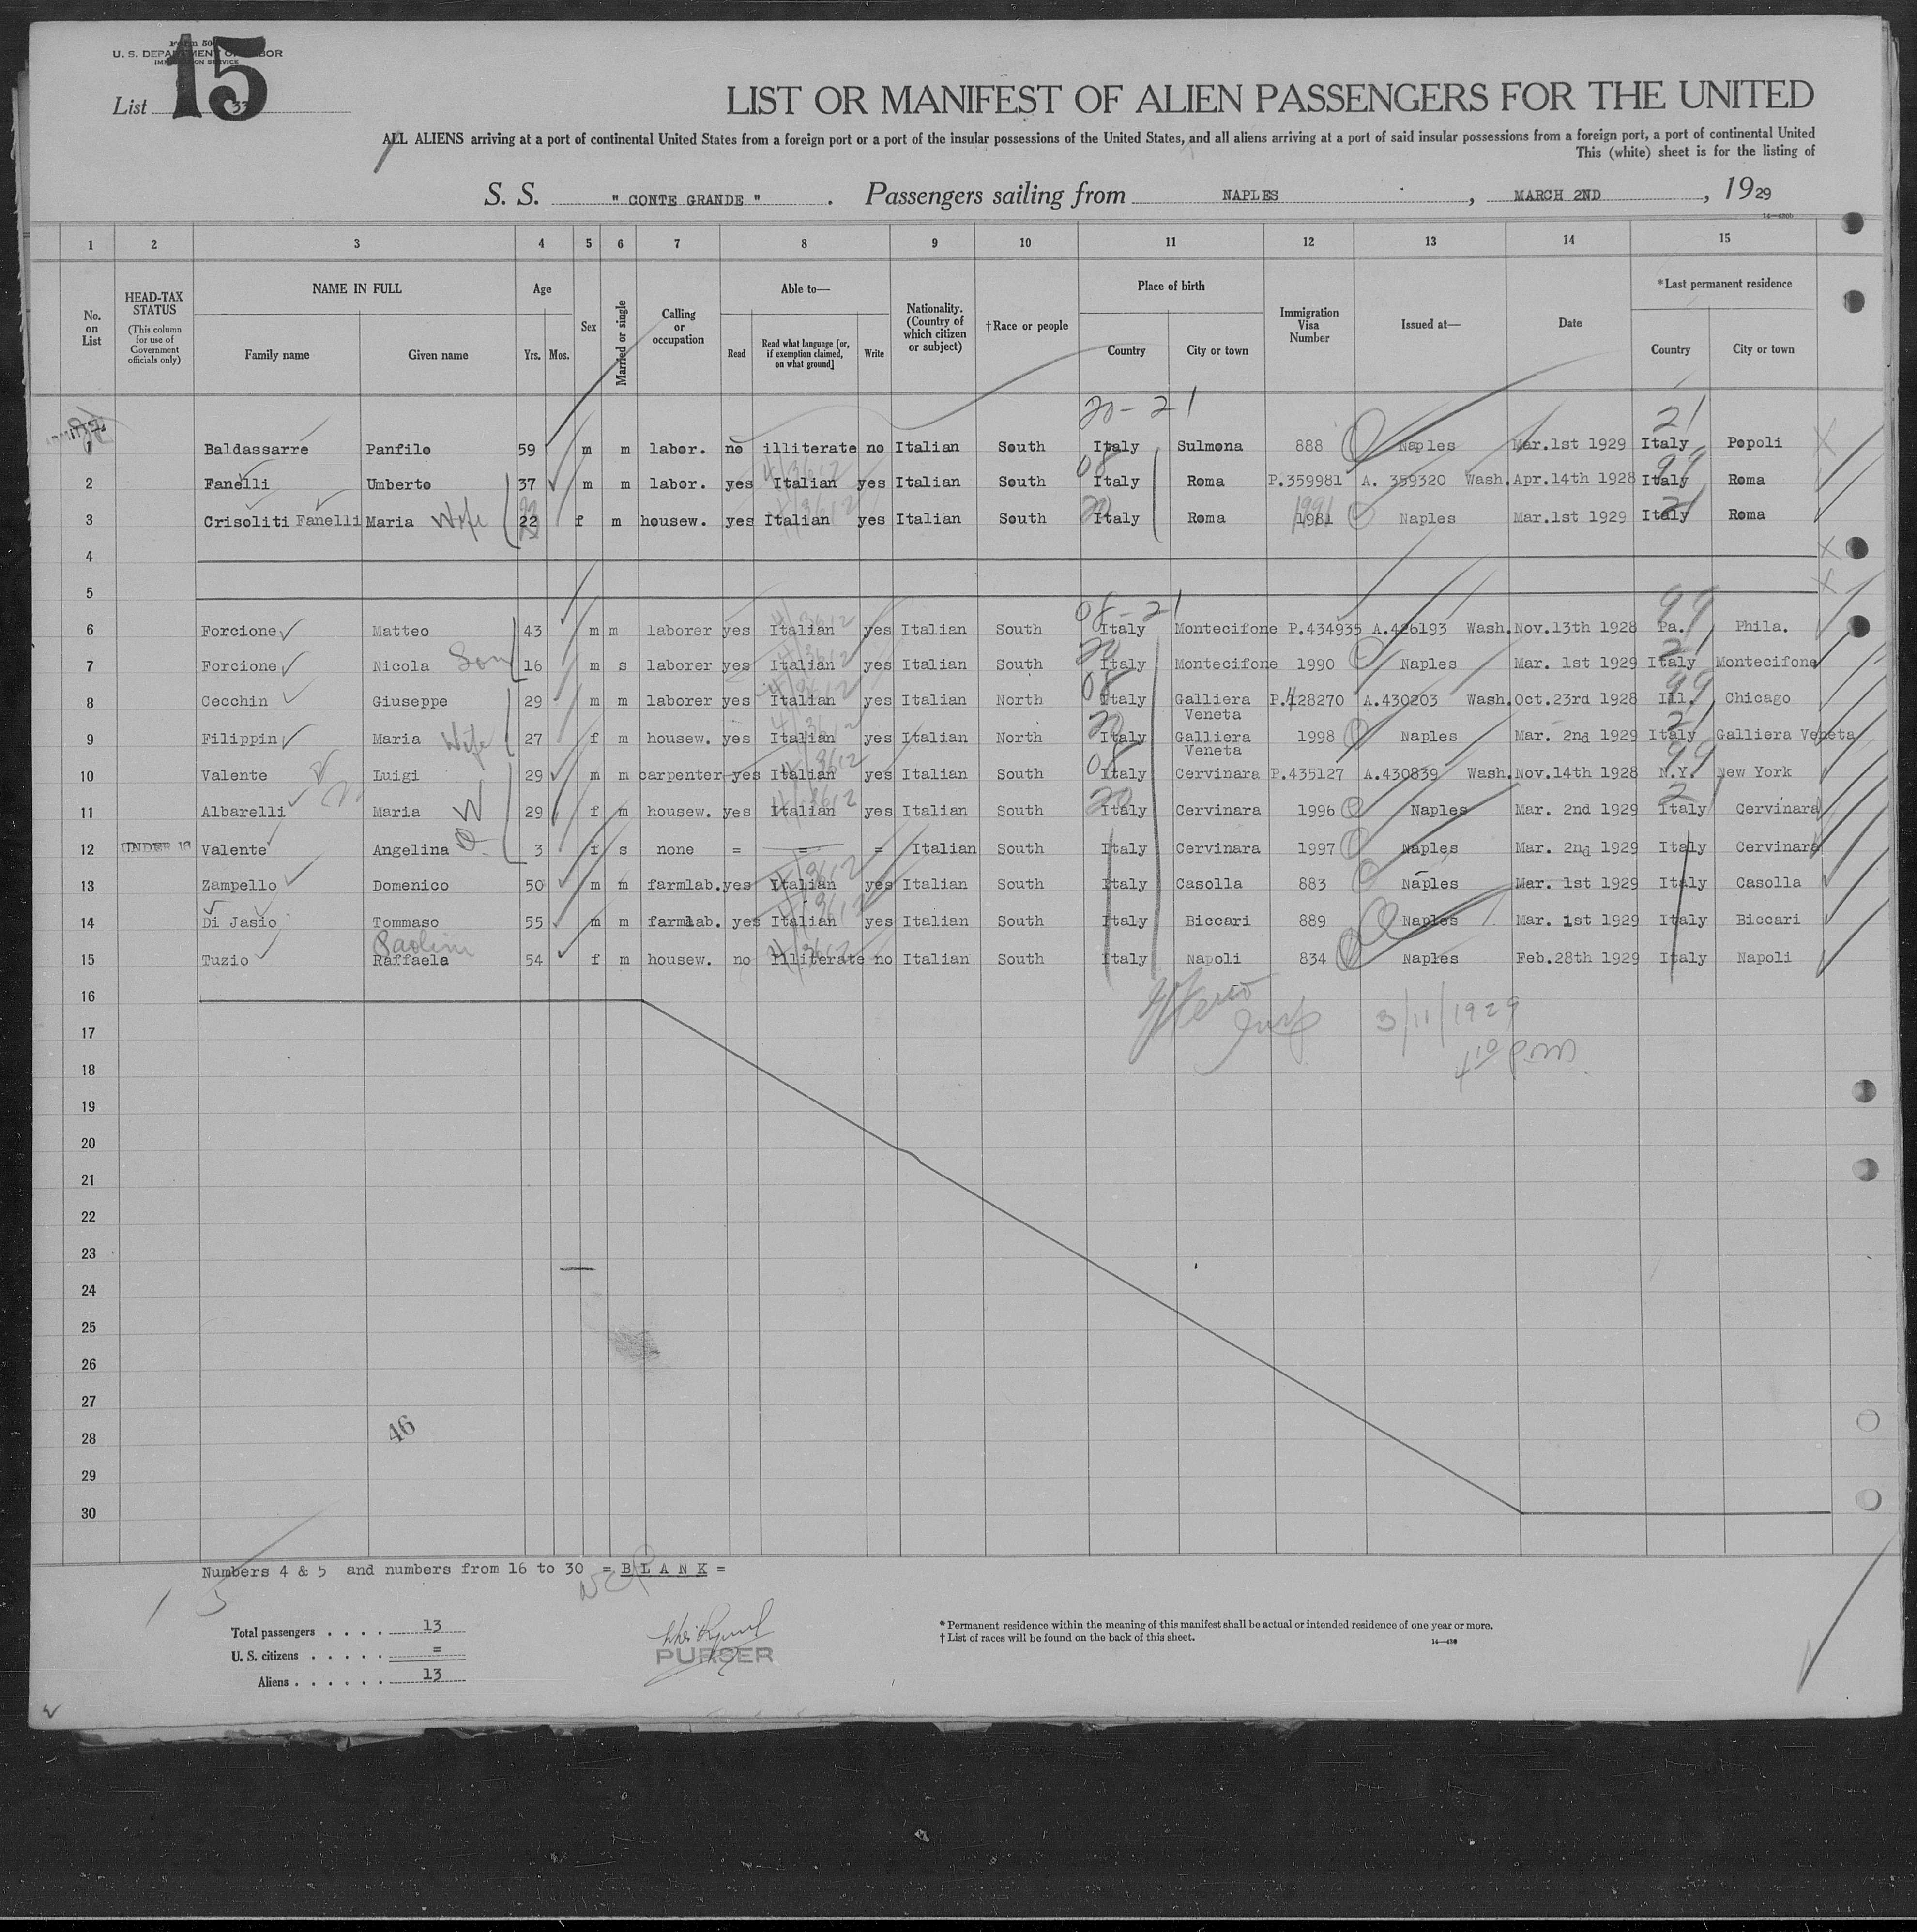 Form 50
U. S. DEPARTMENT OF LABOR
IMMIGRATION SERVICE
15
List 33
LIST OR MANIFEST OF ALIEN PASSENGERS FOR THE UNITED
ALL ALIENS arriving at a port of continental United States from a foreign port or a port of the insular possessions of the United States, and all aliens arriving at a port of said insular possessions from a foreign port, a port of continental United
This (white) sheet is for the listing of
S. S. " CONTE GRANDE " . Passengers sailing from NAPLES , MARCH 2ND , 1929
1 2 3 4 5 6 7 8 9 10 11 12 13 14 15
No. on List HEAD-TAX STATUS (This column for use of Government officials only) NAME IN FULL Family name Given name Age Yrs. Mos. Sex Married or single Calling or occupation Able to— Read Read what language [or, if exemption claimed, on what ground] Write Nationality. (Country of which citizen or subject) †Race or people Place of birth Country City or town Immigration Visa Number Issued at— Date *Last permanent residence Country City or town
20-21 21
1 Baldassarre Panfilo 59 m m labor. no illiterate no Italian South Italy Sulmona 888 Naples Mar.1st 1929 Italy Popoli
2 Fanelli Umberto 37 m m labor. yes Italian yes Italian South Italy Roma P.359981 A. 359320 Wash. Apr.14th 1928 Italy Roma
3 Crisoliti Fanelli Maria Wife 22 f m housew. yes Italian yes Italian South Italy Roma 1981 1991 Naples Mar.1st 1929 Italy Roma
4
5
08-21 99
6 Forcione Matteo 43 m m laborer yes Italian yes Italian South Italy Montecifone P.434935 A.426193 Wash. Nov.13th 1928 Pa. Phila.
7 Forcione Nicola Son 16 m s laborer yes Italian yes Italian South Italy Montecifone 1990 Naples Mar. 1st 1929 Italy Montecifone
8 Cecchin Giuseppe 29 m m laborer yes Italian yes Italian North Italy Galliera Veneta P.428270 A.430203 Wash. Oct.23rd 1928 Ill. Chicago
9 Filippin Maria Wife 27 f m housew. yes Italian yes Italian North Italy Galliera Veneta 1998 Naples Mar. 2nd 1929 Italy Galliera Veneta
10 Valente Luigi 29 m m carpenter yes Italian yes Italian South Italy Cervinara P.435127 A.430839 Wash. Nov.14th 1928 N.Y. New York
11 Albarelli Maria W 29 f m housew. yes Italian yes Italian South Italy Cervinara 1996 Naples Mar. 2nd 1929 Italy Cervinara
12 UNDER 16 Valente Angelina D 3 f s none = = = Italian South Italy Cervinara 1997 Naples Mar. 2nd 1929 Italy Cervinara
13 Zampello Domenico 50 m m farmlab. yes Italian yes Italian South Italy Casolla 883 Naples Mar. 1st 1929 Italy Casolla
14 Di Jasio Tommaso 55 m m farmlab. yes Italian yes Italian South Italy Biccari 889 Naples Mar. 1st 1929 Italy Biccari
Paolini
15 Tuzio Raffaela 54 f m housew. no illiterate no Italian South Italy Napoli 834 Naples Feb.28th 1929 Italy Napoli
16
3/11/1929
17
4 10 P.M
18
19
20
21
22
23
24
25
26
27
28
46
29
30
Numbers 4 & 5 and numbers from 16 to 30 = B L A N K =
15
Total passengers . . . . 13
U. S. citizens . . . . . =
Aliens . . . . . . 13
PURSER
* Permanent residence within the meaning of this manifest shall be actual or intended residence of one year or more.
† List of races will be found on the back of this sheet.
14—430